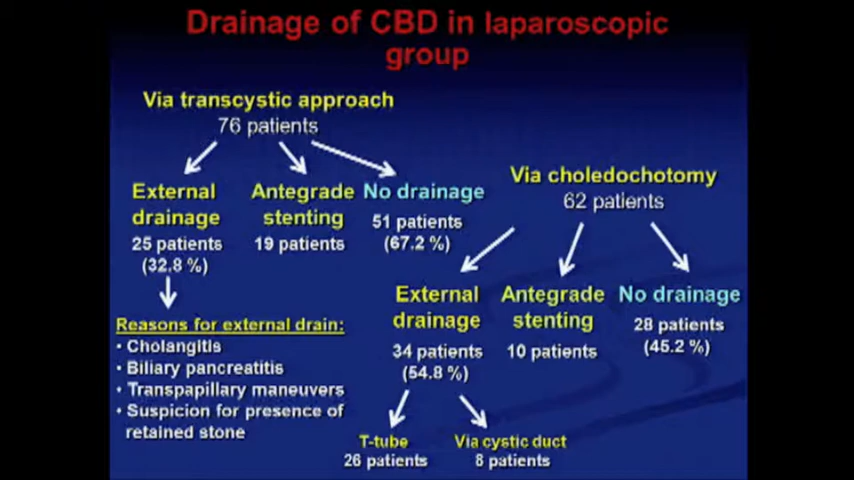 Drainage of CBD in laparoscopic
group
Via transcystic approach
76 patients
External
drainage
25 patients
(32.8 %)
Antegrade
stenting
19 patients
No drainage
51 patients
(67.2 %)
Reasons for external drain:
• Cholangitis
• Biliary pancreatitis
• Transpapillary maneuvers
• Suspicion for presence of
retained stone
Via choledochotomy
62 patients
External
drainage
34 patients
(54.8 %)
Antegrade
stenting
10 patients
No drainage
28 patients
(45.2 %)
T-tube
26 patients
Via cystic duct
8 patients